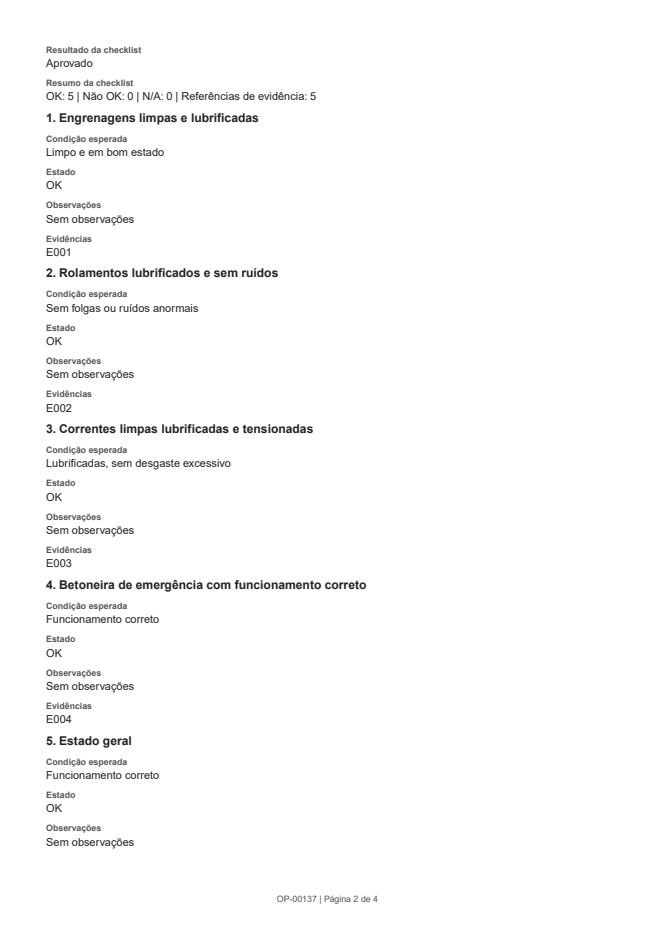 Resultado da checklist
Aprovado
Resumo da checklist
OK: 5 | Não OK: 0 | N/A: 0 | Referências de evidência: 5
1. Engrenagens limpas e lubrificadas
Condição esperada
Limpo e em bom estado
Estado
OK
Observações
Sem observações
Evidências
E001
2. Rolamentos lubrificados e sem ruídos
Condição esperada
Sem folgas ou ruídos anormais
Estado
OK
Observações
Sem observações
Evidências
E002
3. Correntes limpas lubrificadas e tensionadas
Condição esperada
Lubrificadas, sem desgaste excessivo
Estado
OK
Observações
Sem observações
Evidências
E003
4. Betoneira de emergência com funcionamento correto
Condição esperada
Funcionamento correto
Estado
OK
Observações
Sem observações
Evidências
E004
5. Estado geral
Condição esperada
Funcionamento correto
Estado
OK
Observações
Sem observações
OP-00137 | Página 2 de 4